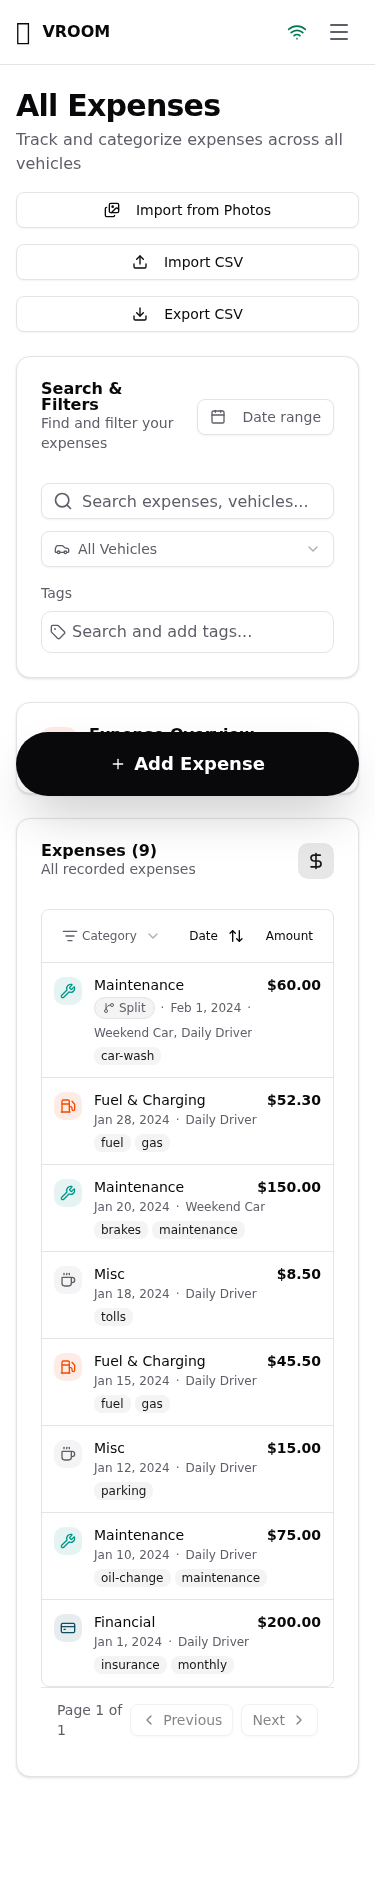 VROOM
All Expenses
Track and categorize expenses across all
vehicles
Import from Photos
Import CSV
Export CSV
Search &
Filters
Find and filter your
expenses
Date range
Search expenses, vehicles...
All Vehicles
Tags
Search and add tags...
Expense Overview
Add Expense
Expenses (9)
All recorded expenses
Category Date Amount
Maintenance $60.00
Split · Feb 1, 2024 ·
Weekend Car, Daily Driver
car-wash
Fuel & Charging $52.30
Jan 28, 2024 · Daily Driver
fuel gas
Maintenance $150.00
Jan 20, 2024 · Weekend Car
brakes maintenance
Misc $8.50
Jan 18, 2024 · Daily Driver
tolls
Fuel & Charging $45.50
Jan 15, 2024 · Daily Driver
fuel gas
Misc $15.00
Jan 12, 2024 · Daily Driver
parking
Maintenance $75.00
Jan 10, 2024 · Daily Driver
oil-change maintenance
Financial $200.00
Jan 1, 2024 · Daily Driver
insurance monthly
Page 1 of
1
Previous
Next